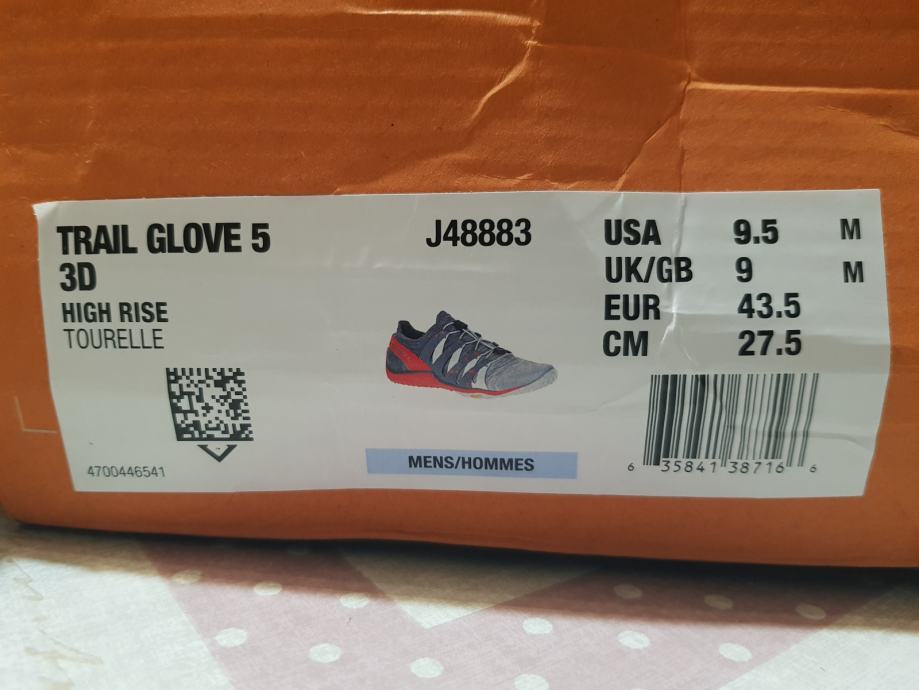 TRAIL GLOVE 5
3D
HIGH RISE
TOURELLE
4700446541
J48883
MENS/HOMMES
USA 9.5 M
UK/GB 9 M
EUR 43.5
CM 27.5
6 35841 38716 6